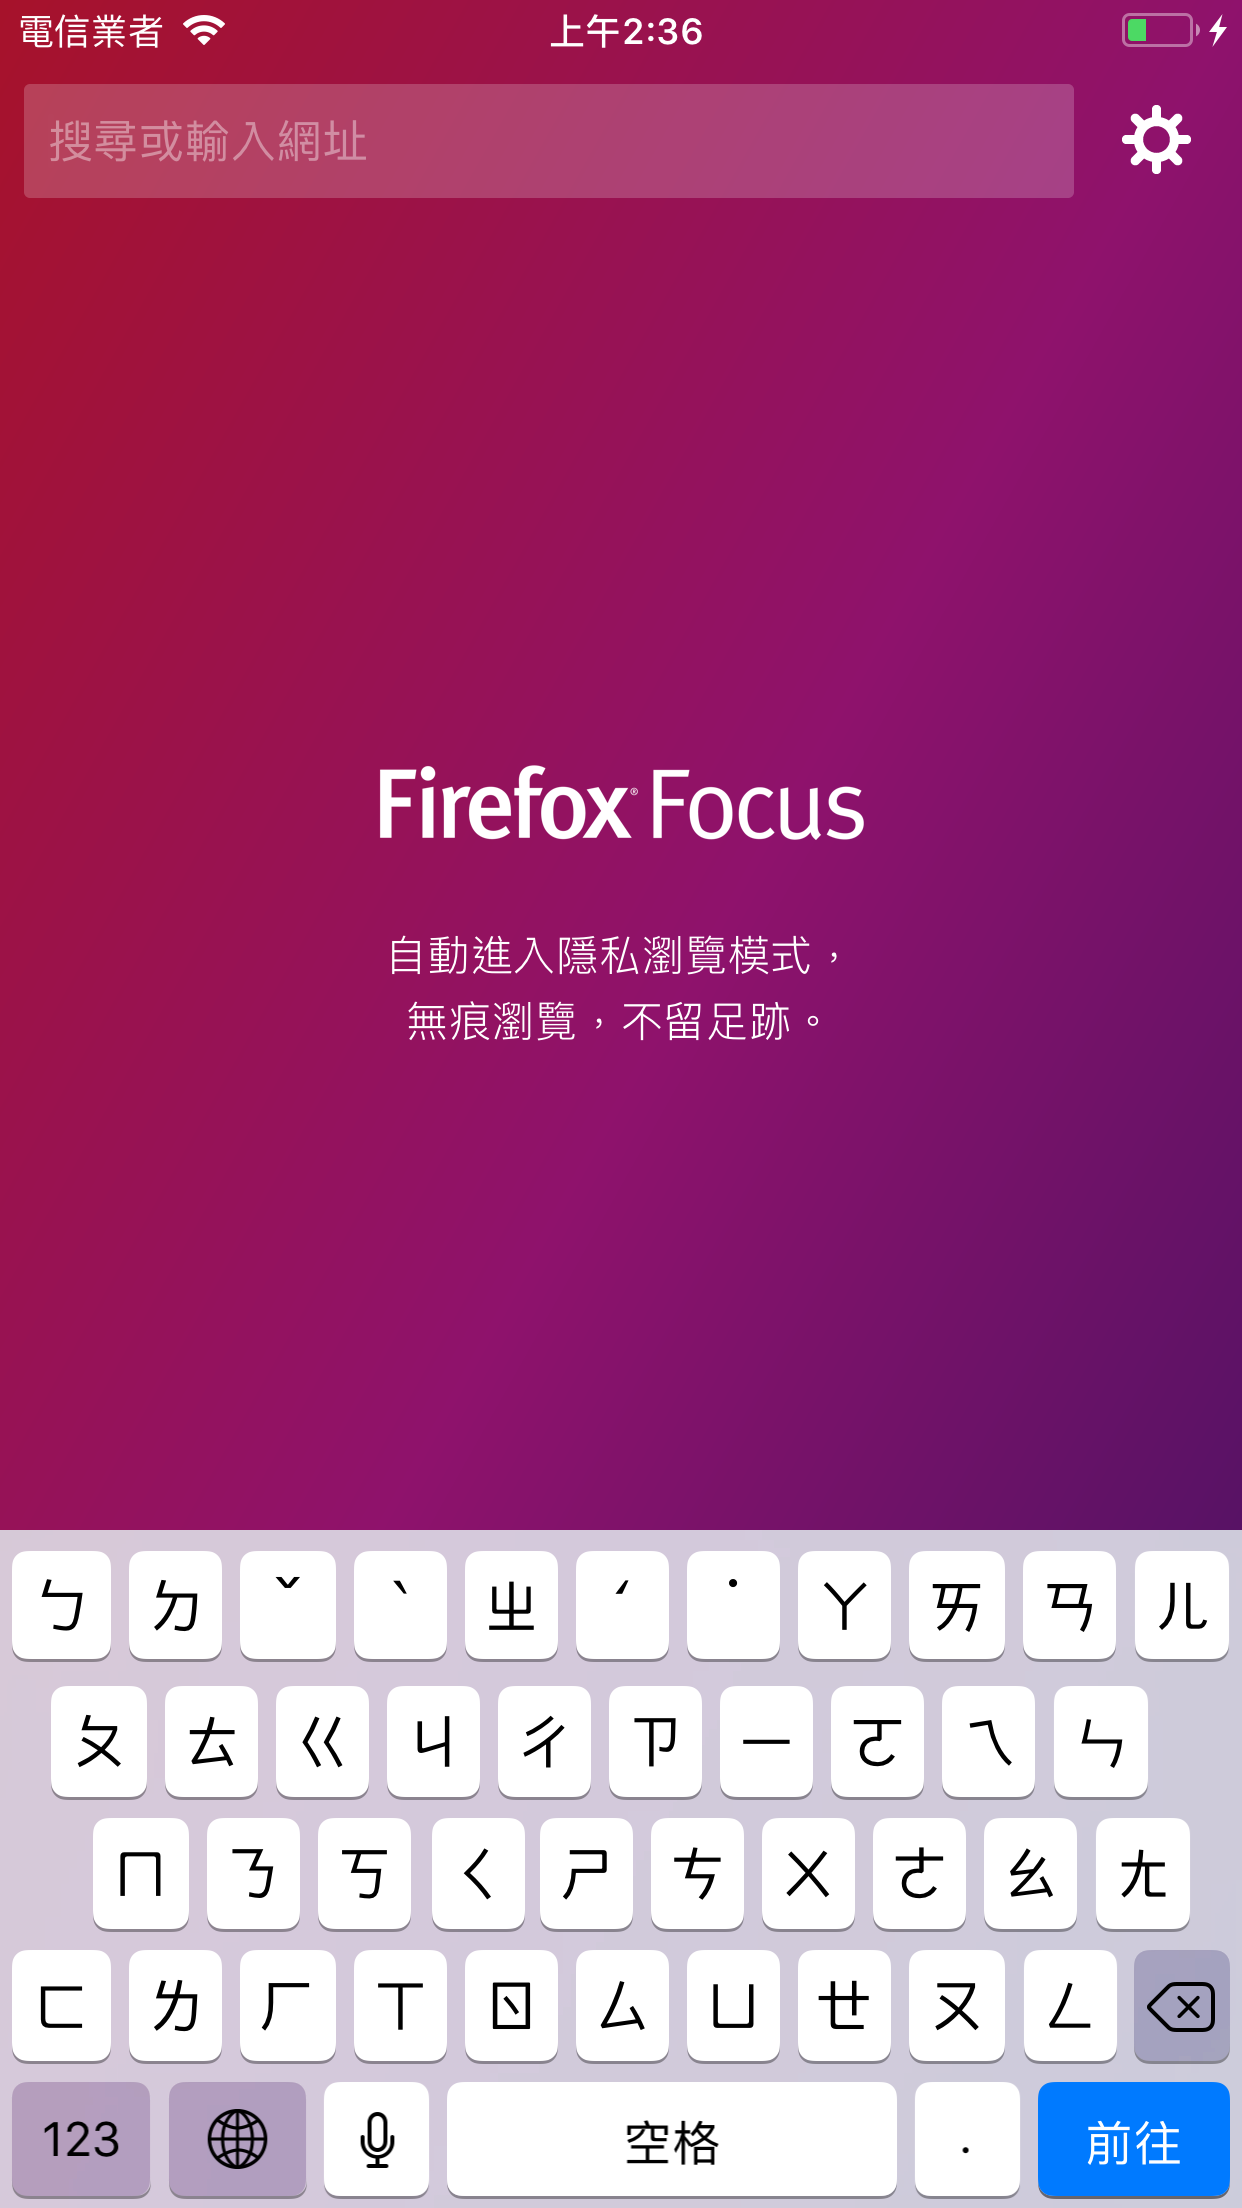 電信業者 上午2:36
搜尋或輸入網址
Firefox® Focus
自動進入隱私瀏覽模式，
無痕瀏覽，不留足跡。
ㄅ ㄉ ˇ ˋ ㄓ ˊ ˙ ㄚ ㄞ ㄢ ㄦ
ㄆ ㄊ ㄍ ㄐ ㄔ ㄗ ㄧ ㄛ ㄟ ㄣ
ㄇ ㄋ ㄎ ㄑ ㄕ ㄘ ㄨ ㄜ ㄠ ㄤ
ㄈ ㄌ ㄏ ㄒ ㄖ ㄙ ㄩ ㄝ ㄡ ㄥ
123 空格 . 前往